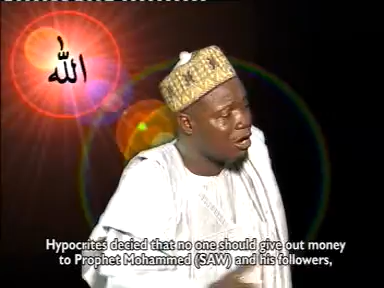 الله
Hypocrites decied that no one should give out money
to Prophet Mohammed (SAW) and his followers,